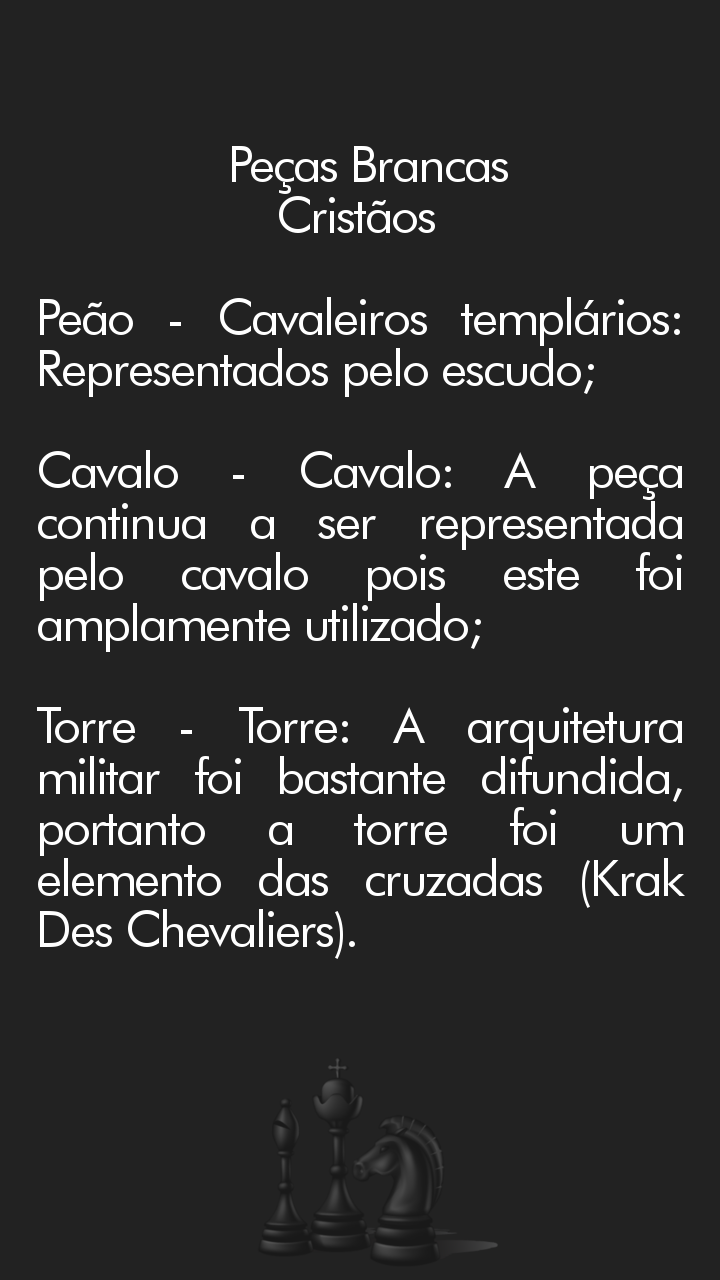 Peças Brancas
Cristãos
Peão - Cavaleiros templários:
Representados pelo escudo;
Cavalo - Cavalo: A peça
continua a ser representada
pelo cavalo pois este foi
amplamente utilizado;
Torre - Torre: A arquitetura
militar foi bastante difundida,
portanto a torre foi um
elemento das cruzadas (Krak
Des Chevaliers).